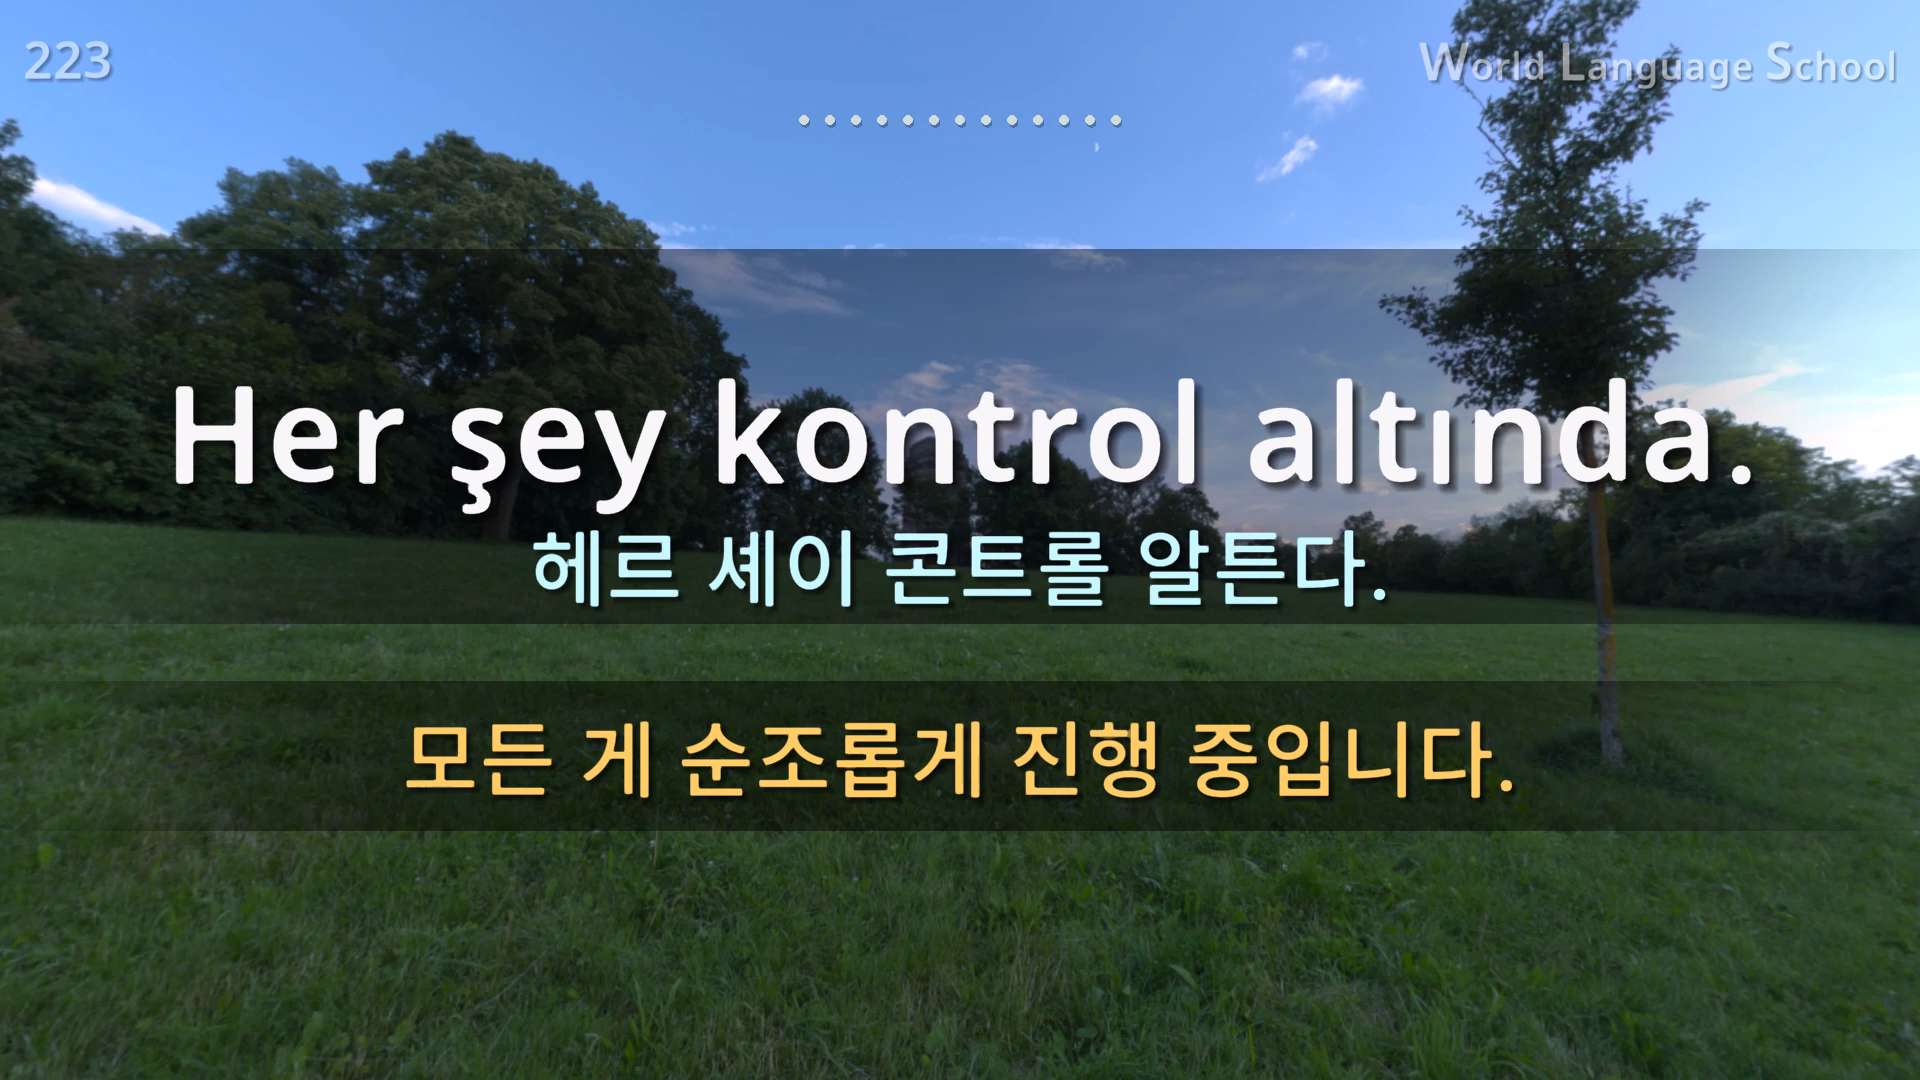 223
World Language School
Her şey kontrol altında.
헤르 셰이 콘트롤 알튼다.
모든 게 순조롭게 진행 중입니다.